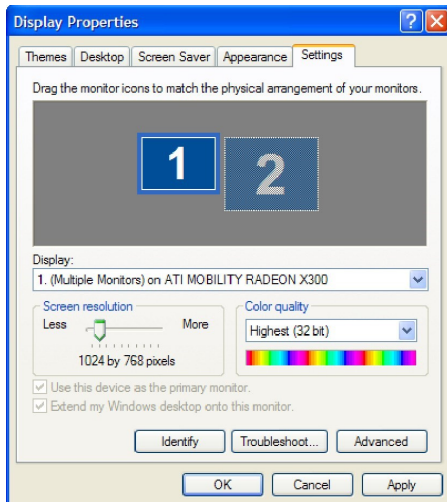 Display Properties
Themes Desktop Screen Saver Appearance Settings
Drag the monitor icons to match the physical arrangement of your monitors.
1 2
Display:
1. (Multiple Monitors) on ATI MOBILITY RADEON X300
Screen resolution
Less More
1024 by 768 pixels
Color quality
Highest (32 bit)
Use this device as the primary monitor.
Extend my Windows desktop onto this monitor.
Identify Troubleshoot... Advanced
OK Cancel Apply